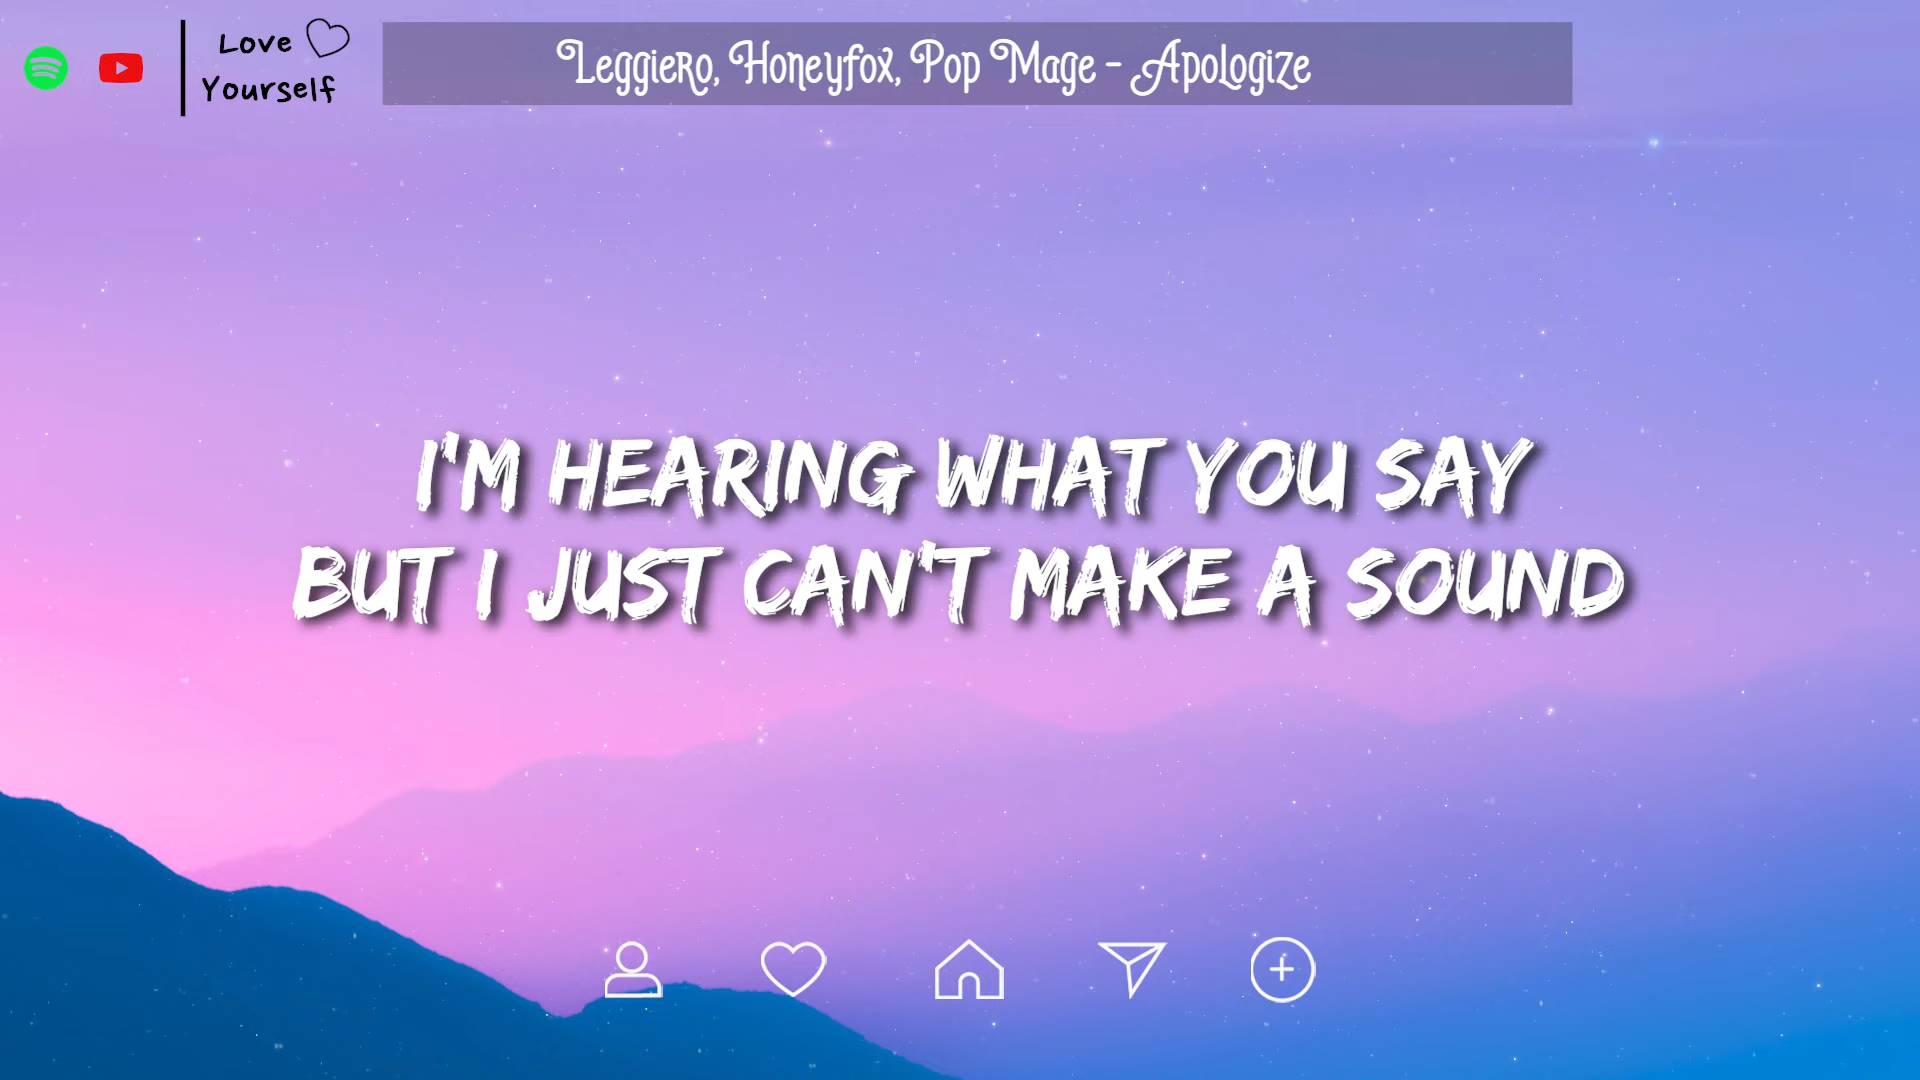 Love
Yourself
Leggiero, Honeyfox, Pop Mage - Apologize
I'M HEARING WHAT YOU SAY
BUT I JUST CAN'T MAKE A SOUND